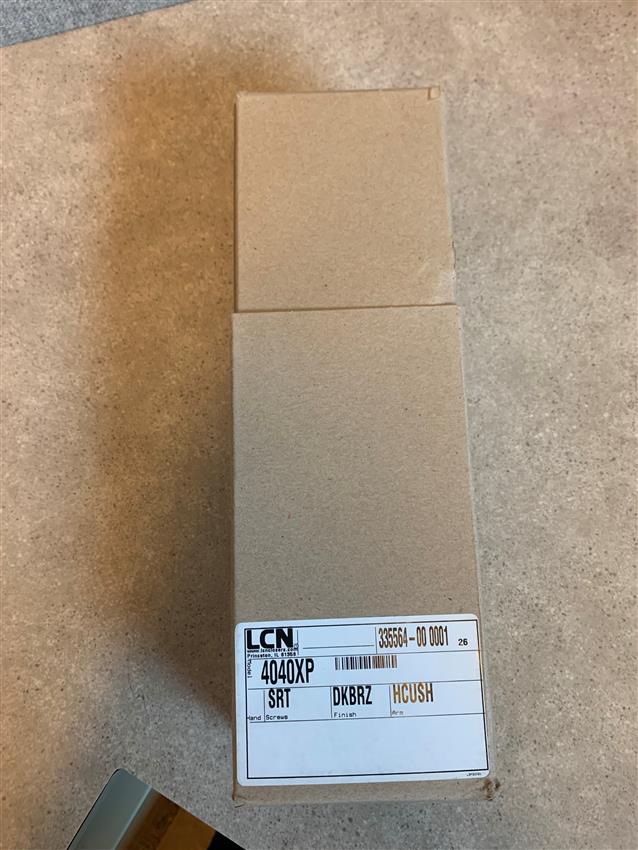 LCN
www.lcnclosers.com
Princeton, IL 61356
335564-00 0001 26
Model
4040XP
SRT DKBRZ HCUSH
Hand Screws Finish Arm